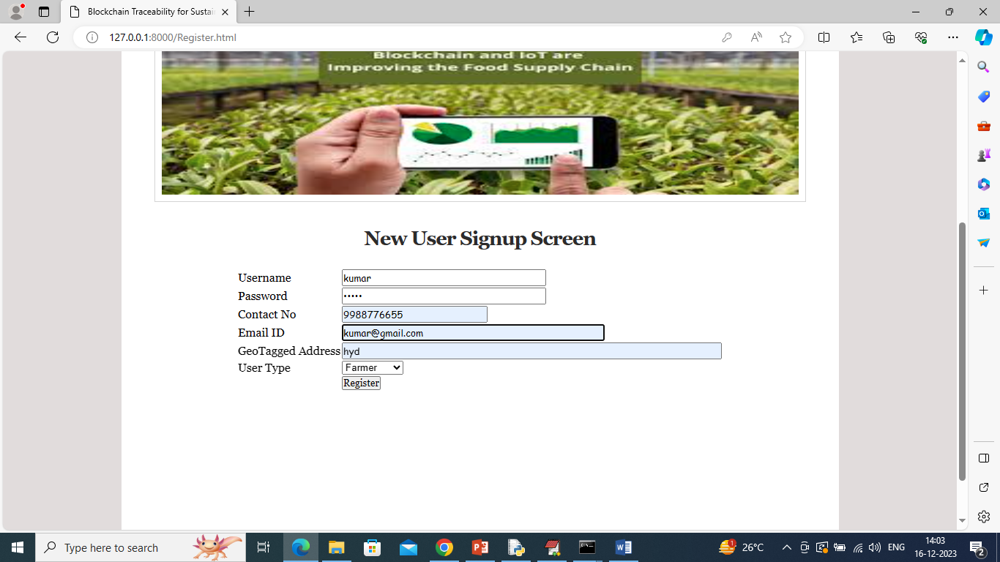 Blockchain Traceability for Sustai
127.0.0.1:8000/Register.html
Blockchain and IoT are
Improving the Food Supply Chain
New User Signup Screen
Username kumar
Password •••••
Contact No 9988776655
Email ID kumar@gmail.com
GeoTagged Address hyd
User Type Farmer
Register
Type here to search
1 26°C ENG 14:03
16-12-2023 2